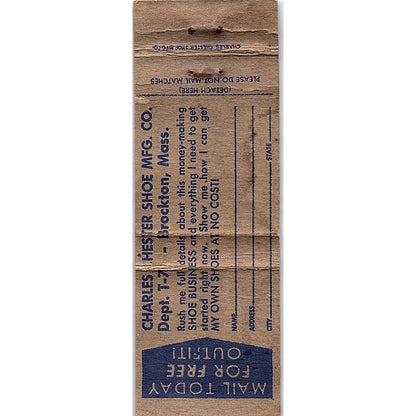 CHARLES CHESTER SHOE MFG. CO.
PLEASE DO NOT MAIL MATCHES
(DETACH HERE)
CHARLES HESTER SHOE MFG. CO.
Dept. T-7 - Brockton, Mass.
Rush me full details about this money-making
SHOE BUSINESS and everything I need to get
started right now. Show me how I can get
MY OWN SHOES AT NO COST!
NAME
ADDRESS
CITY STATE
MAIL TODAY
FOR FREE
OUTFIT!